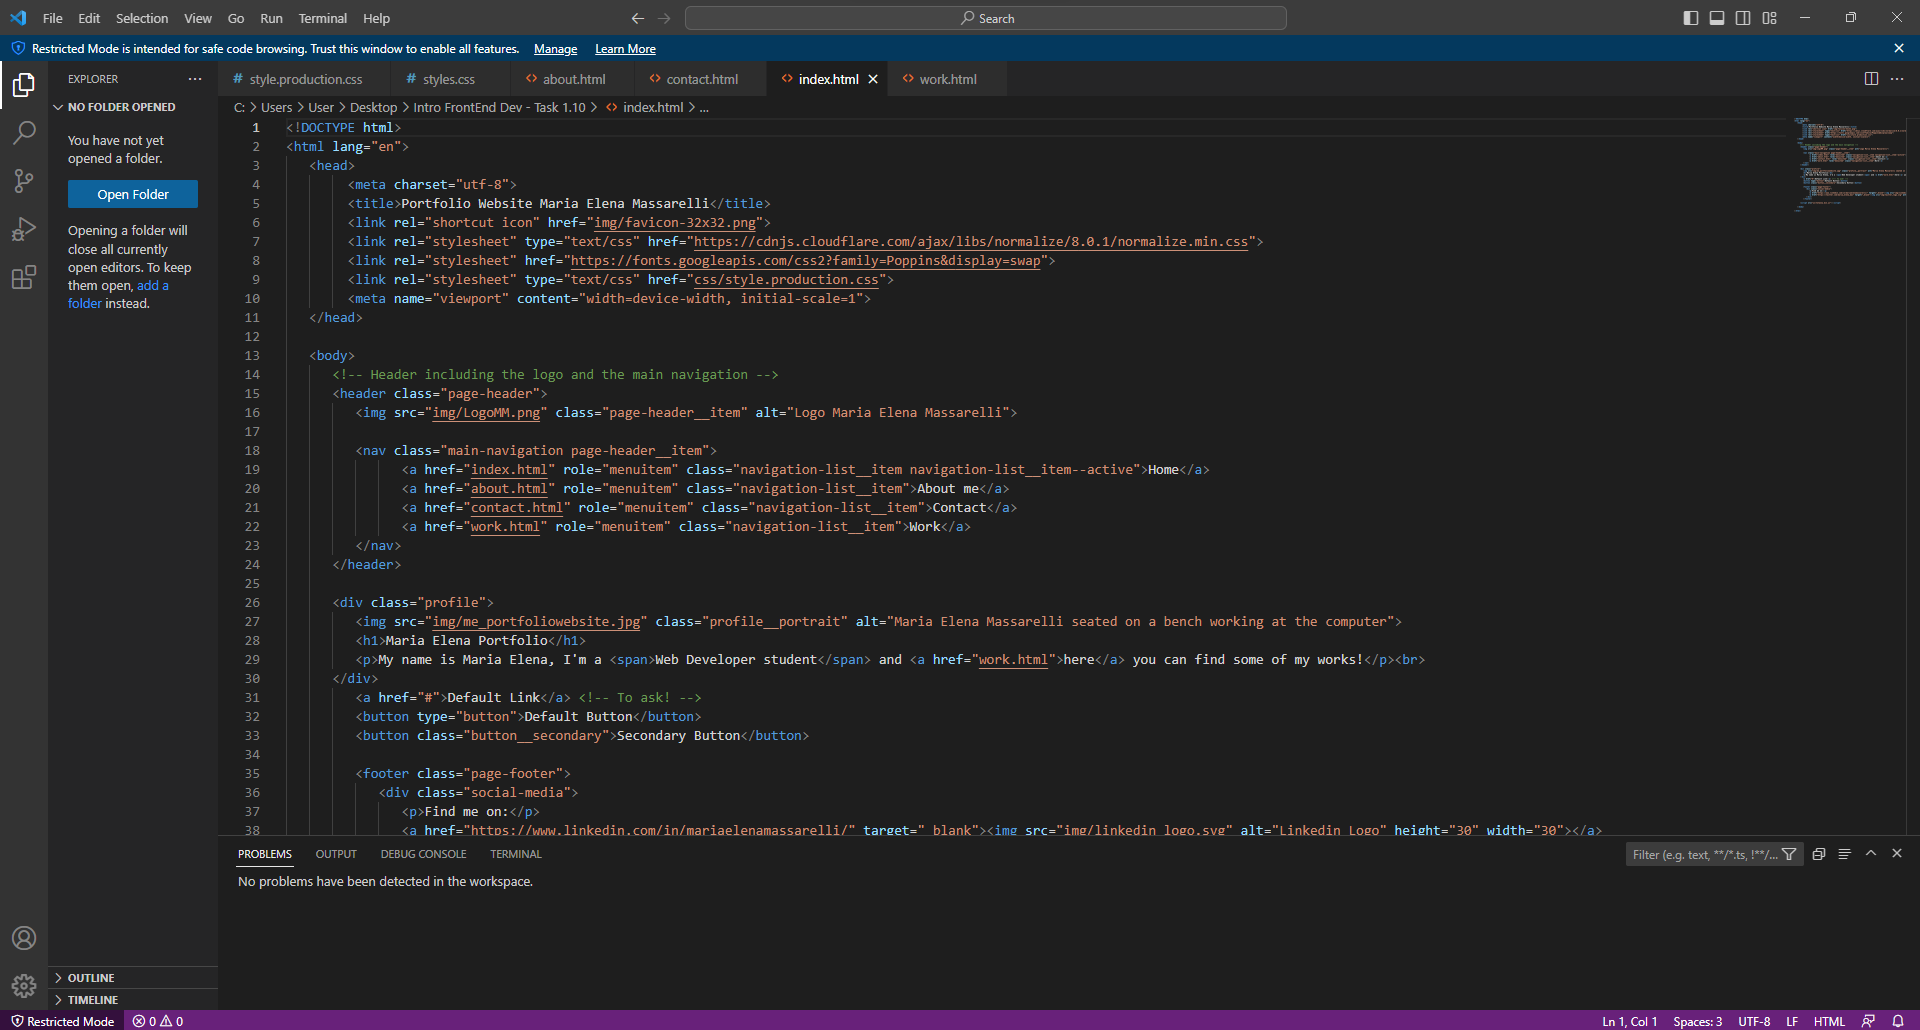 File Edit Selection View Go Run Terminal Help
Search
Restricted Mode is intended for safe code browsing. Trust this window to enable all features. Manage Learn More
EXPLORER
NO FOLDER OPENED
You have not yet
opened a folder.
Open Folder
Opening a folder will
close all currently
open editors. To keep
them open, add a
folder instead.
OUTLINE
TIMELINE
style.production.css styles.css about.html contact.html index.html work.html
C: > Users > User > Desktop > Intro FrontEnd Dev - Task 1.10 > index.html > ...
1 <!DOCTYPE html>
2 <html lang="en">
3 <head>
4 <meta charset="utf-8">
5 <title>Portfolio Website Maria Elena Massarelli</title>
6 <link rel="shortcut icon" href="img/favicon-32x32.png">
7 <link rel="stylesheet" type="text/css" href="https://cdnjs.cloudflare.com/ajax/libs/normalize/8.0.1/normalize.min.css">
8 <link rel="stylesheet" href="https://fonts.googleapis.com/css2?family=Poppins&display=swap">
9 <link rel="stylesheet" type="text/css" href="css/style.production.css">
10 <meta name="viewport" content="width=device-width, initial-scale=1">
11 </head>
12
13 <body>
14 <!-- Header including the logo and the main navigation -->
15 <header class="page-header">
16 <img src="img/LogoMM.png" class="page-header__item" alt="Logo Maria Elena Massarelli">
17
18 <nav class="main-navigation page-header__item">
19 <a href="index.html" role="menuitem" class="navigation-list__item navigation-list__item--active">Home</a>
20 <a href="about.html" role="menuitem" class="navigation-list__item">About me</a>
21 <a href="contact.html" role="menuitem" class="navigation-list__item">Contact</a>
22 <a href="work.html" role="menuitem" class="navigation-list__item">Work</a>
23 </nav>
24 </header>
25
26 <div class="profile">
27 <img src="img/me_portfoliowebsite.jpg" class="profile__portrait" alt="Maria Elena Massarelli seated on a bench working at the computer">
28 <h1>Maria Elena Portfolio</h1>
29 <p>My name is Maria Elena, I'm a <span>Web Developer student</span> and <a href="work.html">here</a> you can find some of my works!</p><br>
30 </div>
31 <a href="#">Default Link</a> <!-- To ask! -->
32 <button type="button">Default Button</button>
33 <button class="button__secondary">Secondary Button</button>
34
35 <footer class="page-footer">
36 <div class="social-media">
37 <p>Find me on:</p>
38 <a href="https://www.linkedin.com/in/mariaelenamassarelli/" target="_blank"><img src="img/linkedin_logo.svg" alt="Linkedin Logo" height="30" width="30"></a>
PROBLEMS OUTPUT DEBUG CONSOLE TERMINAL
Filter (e.g. text, **/*.ts, !**/...
No problems have been detected in the workspace.
Restricted Mode 0 0
Ln 1, Col 1 Spaces: 3 UTF-8 LF HTML